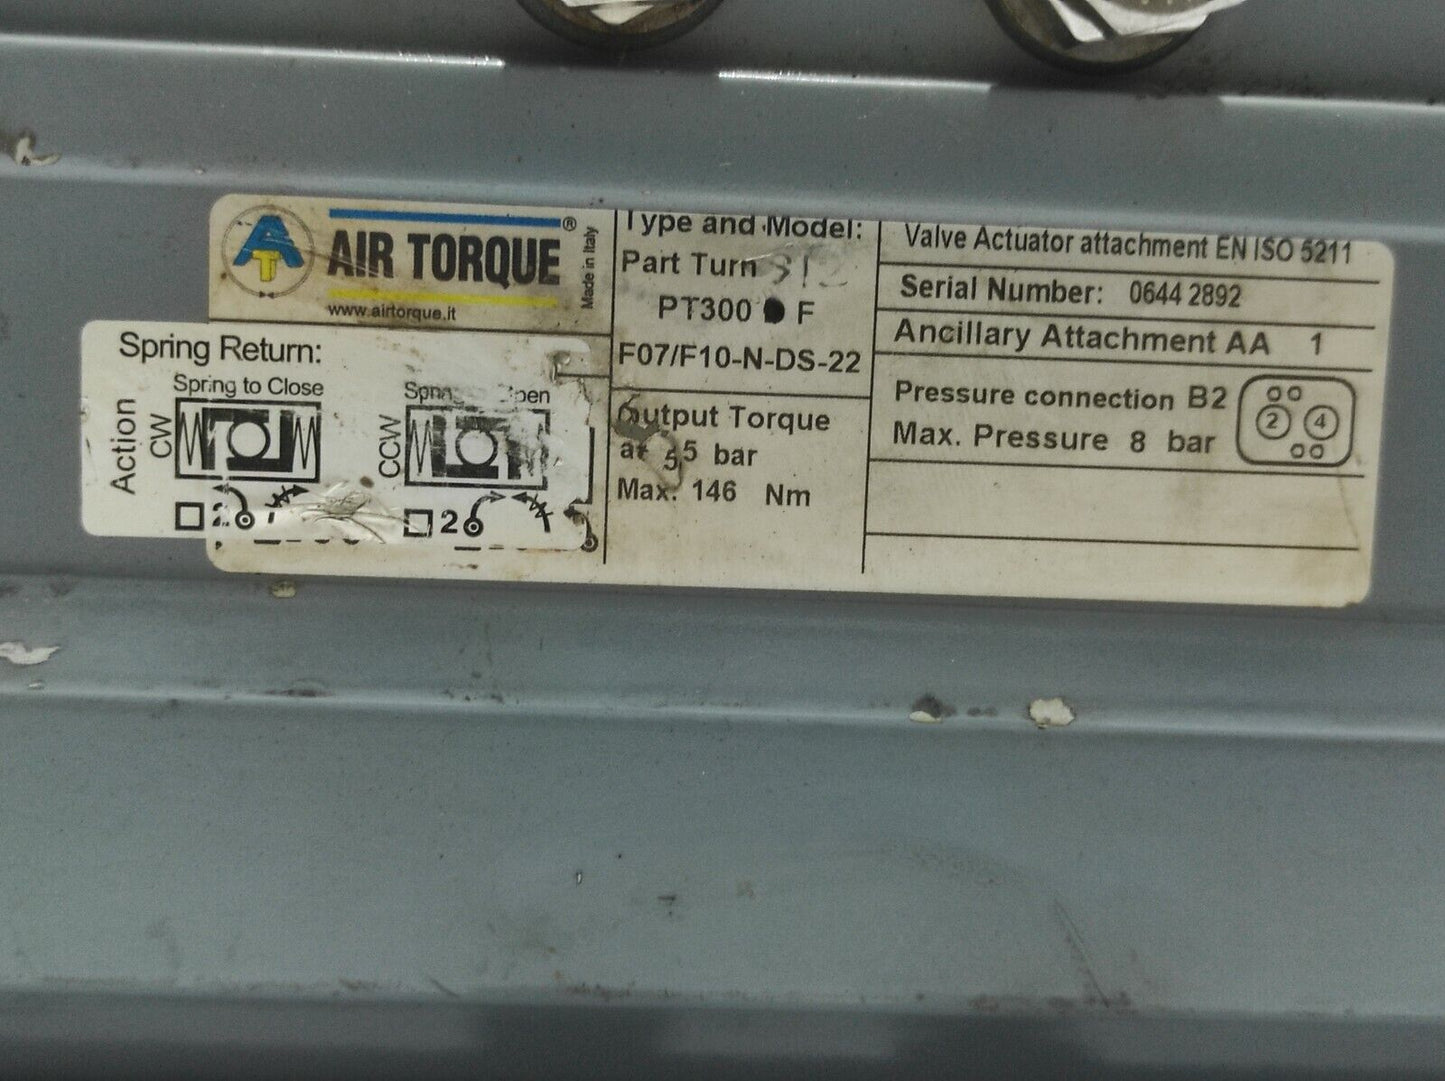 AT
AIR TORQUE®
www.airtorque.it
Made in Italy
Spring Return:
Action
Spring to Close
CW
2
CCW
2
Type and Model:
Part Turn
PT300 F
F07/F10-N-DS-22
Output Torque
at 5,5 bar
Max. 146 Nm
Valve Actuator attachment EN ISO 5211
Serial Number: 0644 2892
Ancillary Attachment AA 1
Pressure connection B2
Max. Pressure 8 bar
2 4